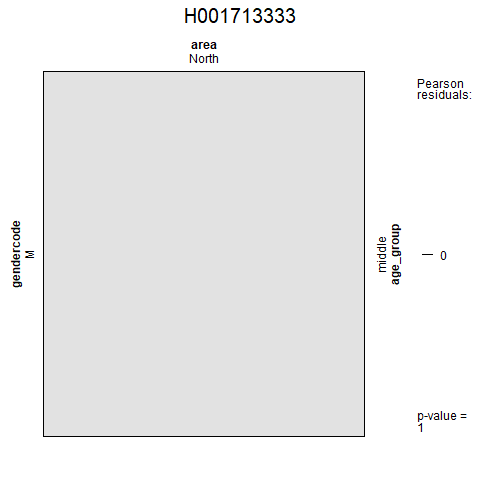 H001713333
area
North
Pearson
residuals:
gendercode
M
middle
age_group
0
p-value =
1